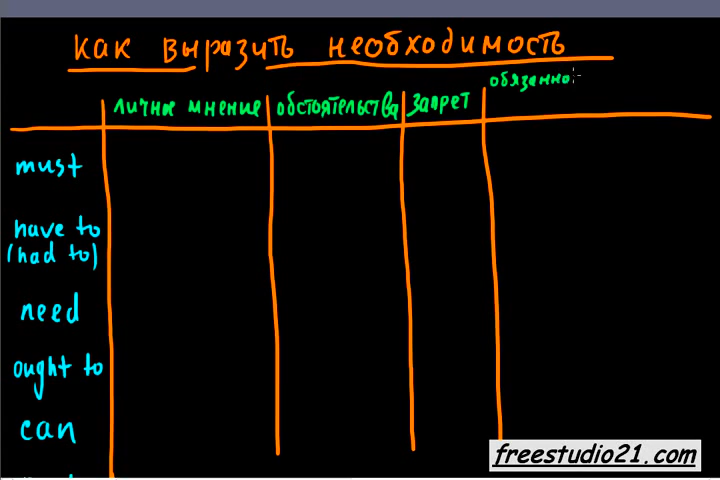 как выразить необходимость
личное мнение обстоятельства запрет обязанно
must
have to
(had to)
need
ought to
can
freestudio21.com